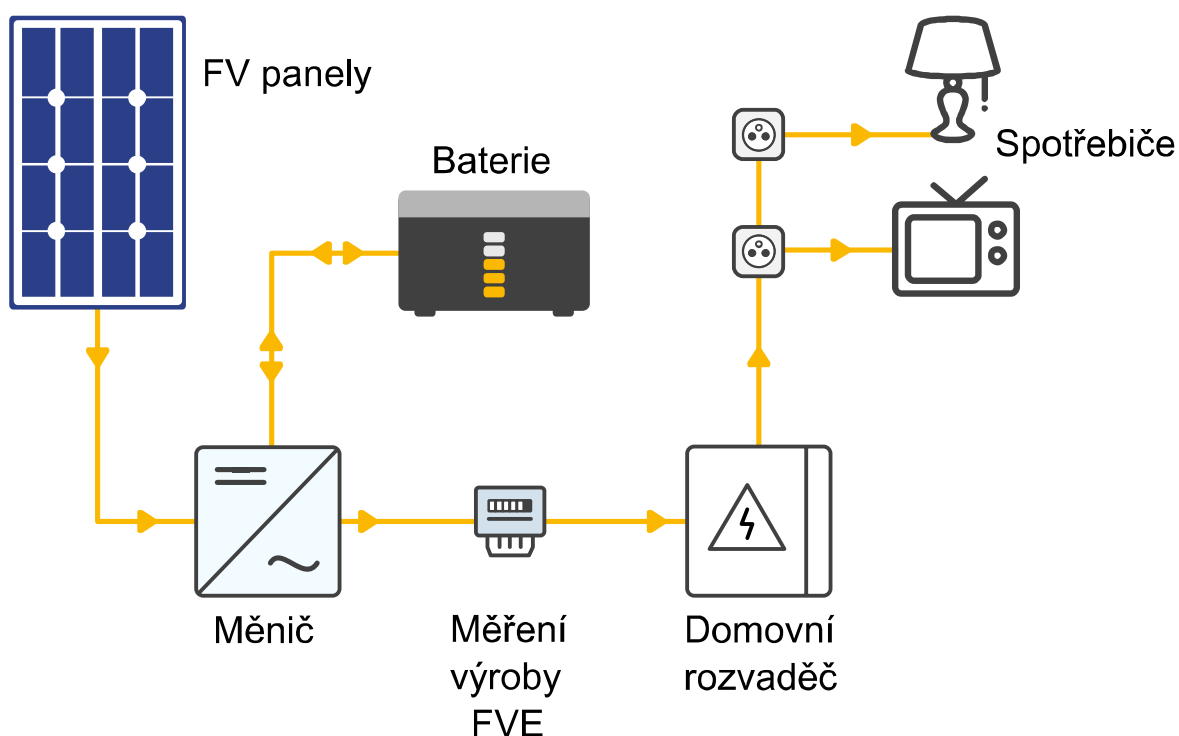 FV panely
Baterie
Spotřebiče
Měnič
Měření
výroby
FVE
Domovní
rozvaděč